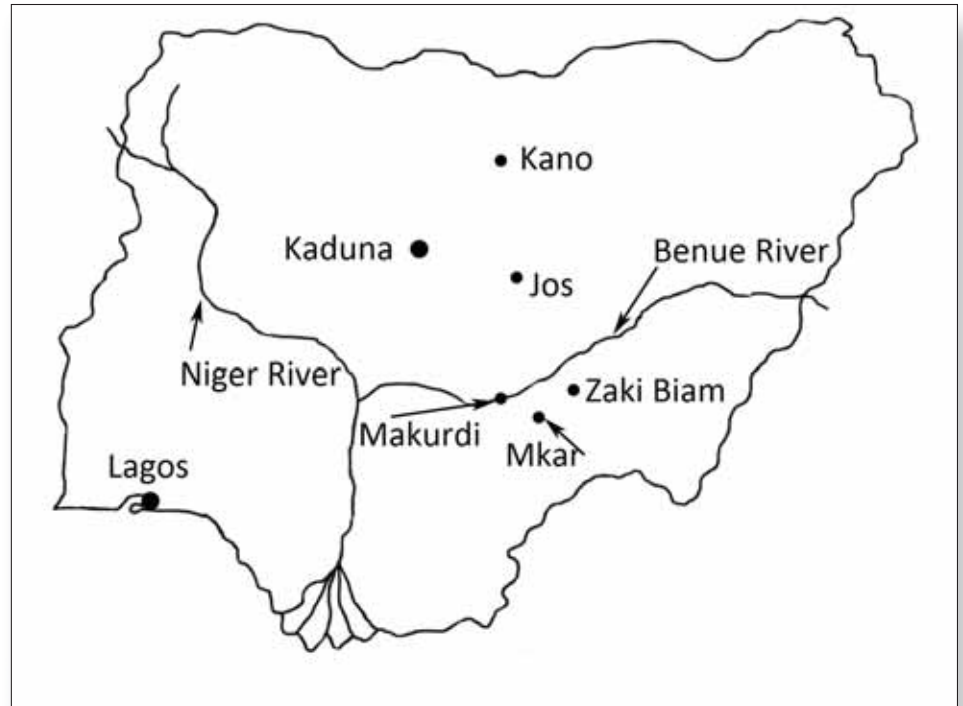 Kano
Kaduna
Benue River
Jos
Niger River
Zaki Biam
Makurdi
Mkar
Lagos